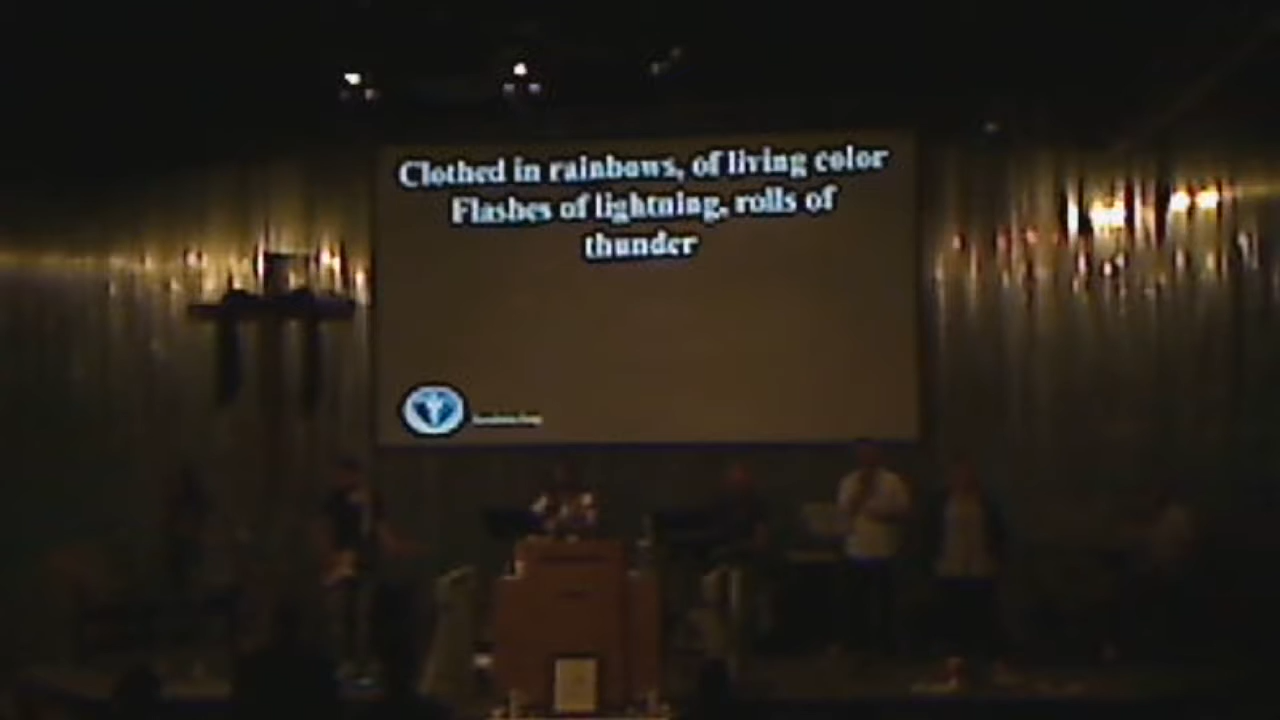 Clothed in rainbows, of living color
Flashes of lightning, rolls of
thunder